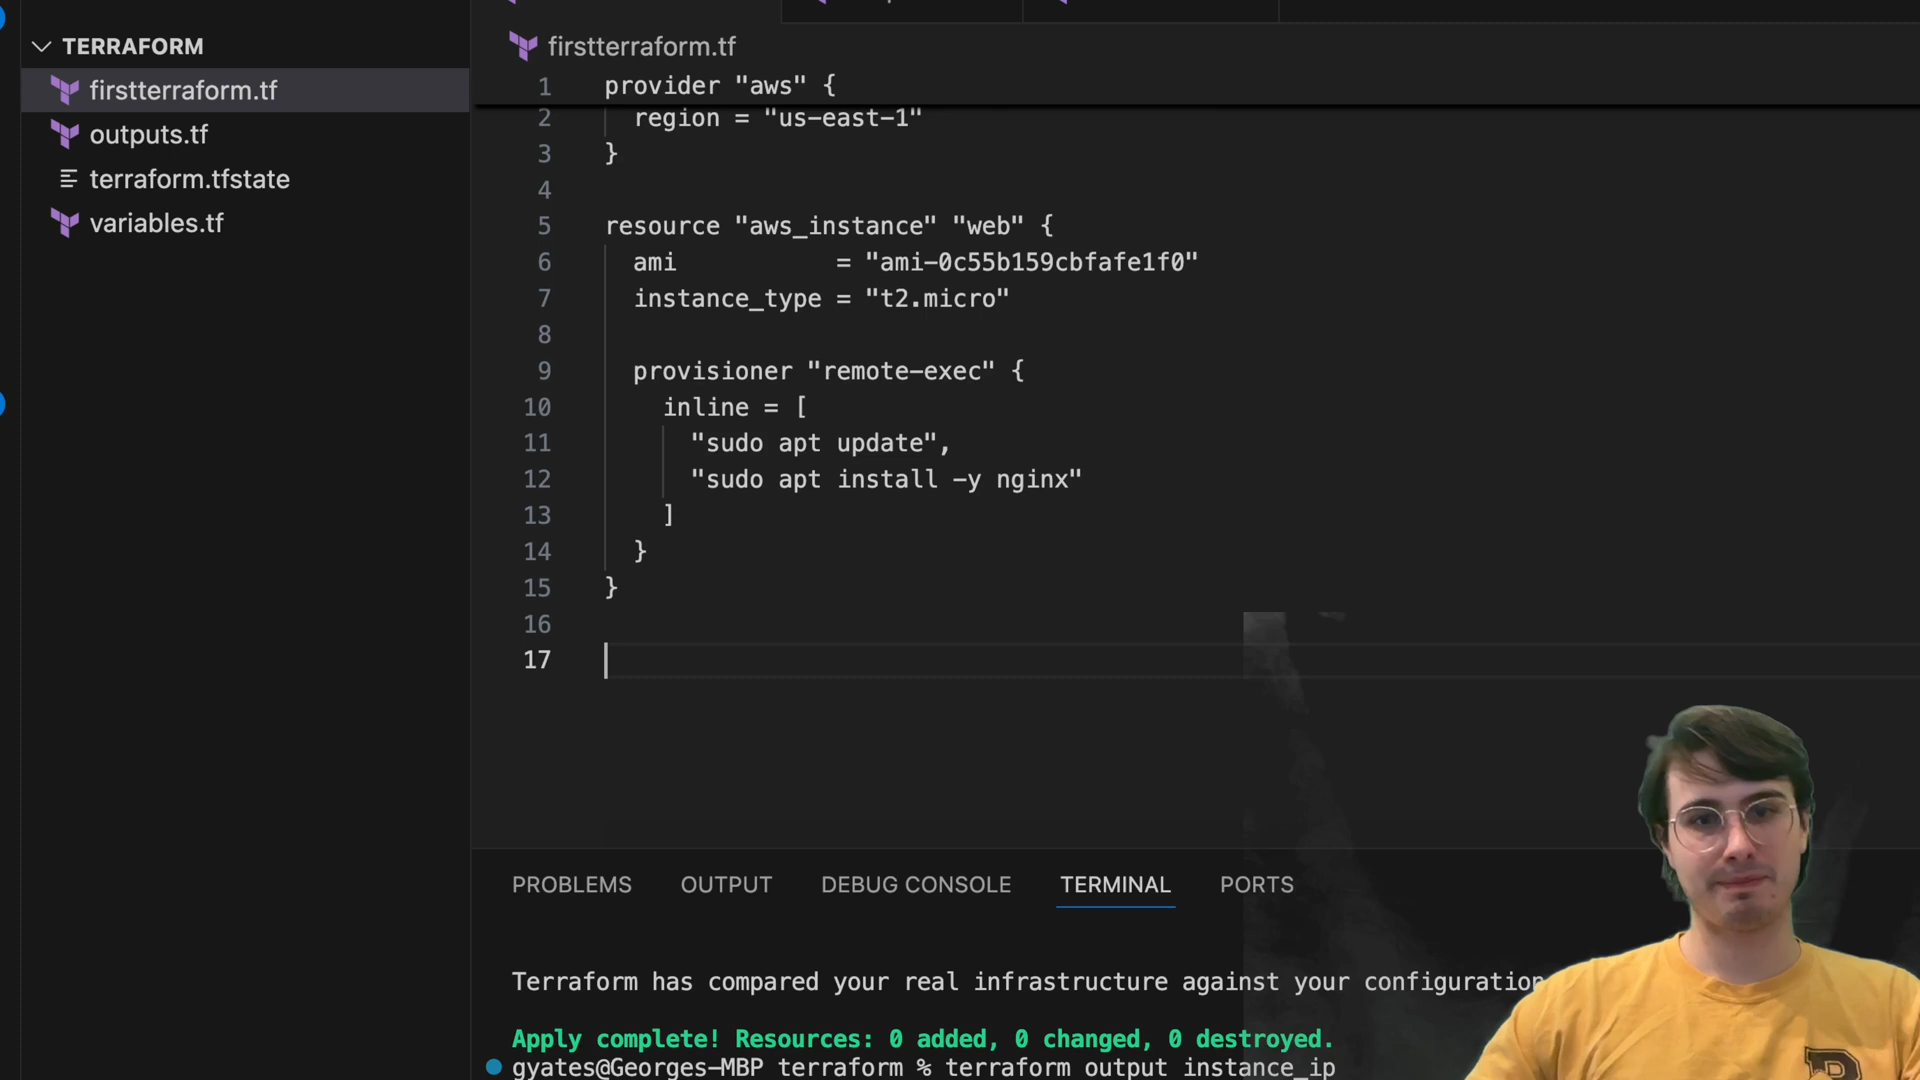 TERRAFORM
firstterraform.tf
outputs.tf
terraform.tfstate
variables.tf
firstterraform.tf
1 provider "aws" {
2 region = "us-east-1"
3 }
4
5 resource "aws_instance" "web" {
6 ami = "ami-0c55b159cbfafe1f0"
7 instance_type = "t2.micro"
8
9 provisioner "remote-exec" {
10 inline = [
11 "sudo apt update",
12 "sudo apt install -y nginx"
13 ]
14 }
15 }
16
17
PROBLEMS OUTPUT DEBUG CONSOLE TERMINAL PORTS
Terraform has compared your real infrastructure against your configuration
Apply complete! Resources: 0 added, 0 changed, 0 destroyed.
gyates@Georges-MBP terraform % terraform output instance_ip